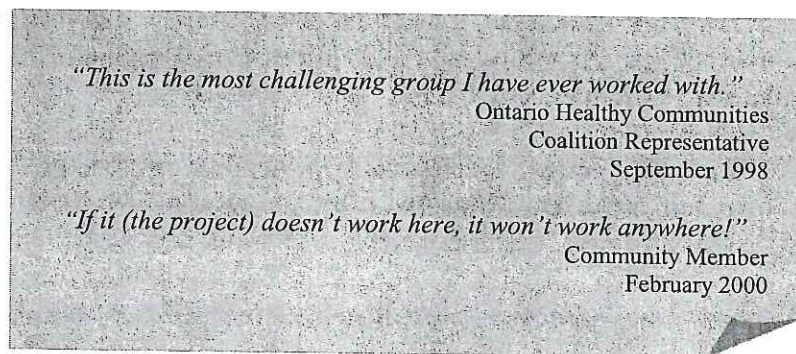 “This is the most challenging group I have ever worked with.”
Ontario Healthy Communities
Coalition Representative
September 1998
“If it (the project) doesn’t work here, it won’t work anywhere!”
Community Member
February 2000